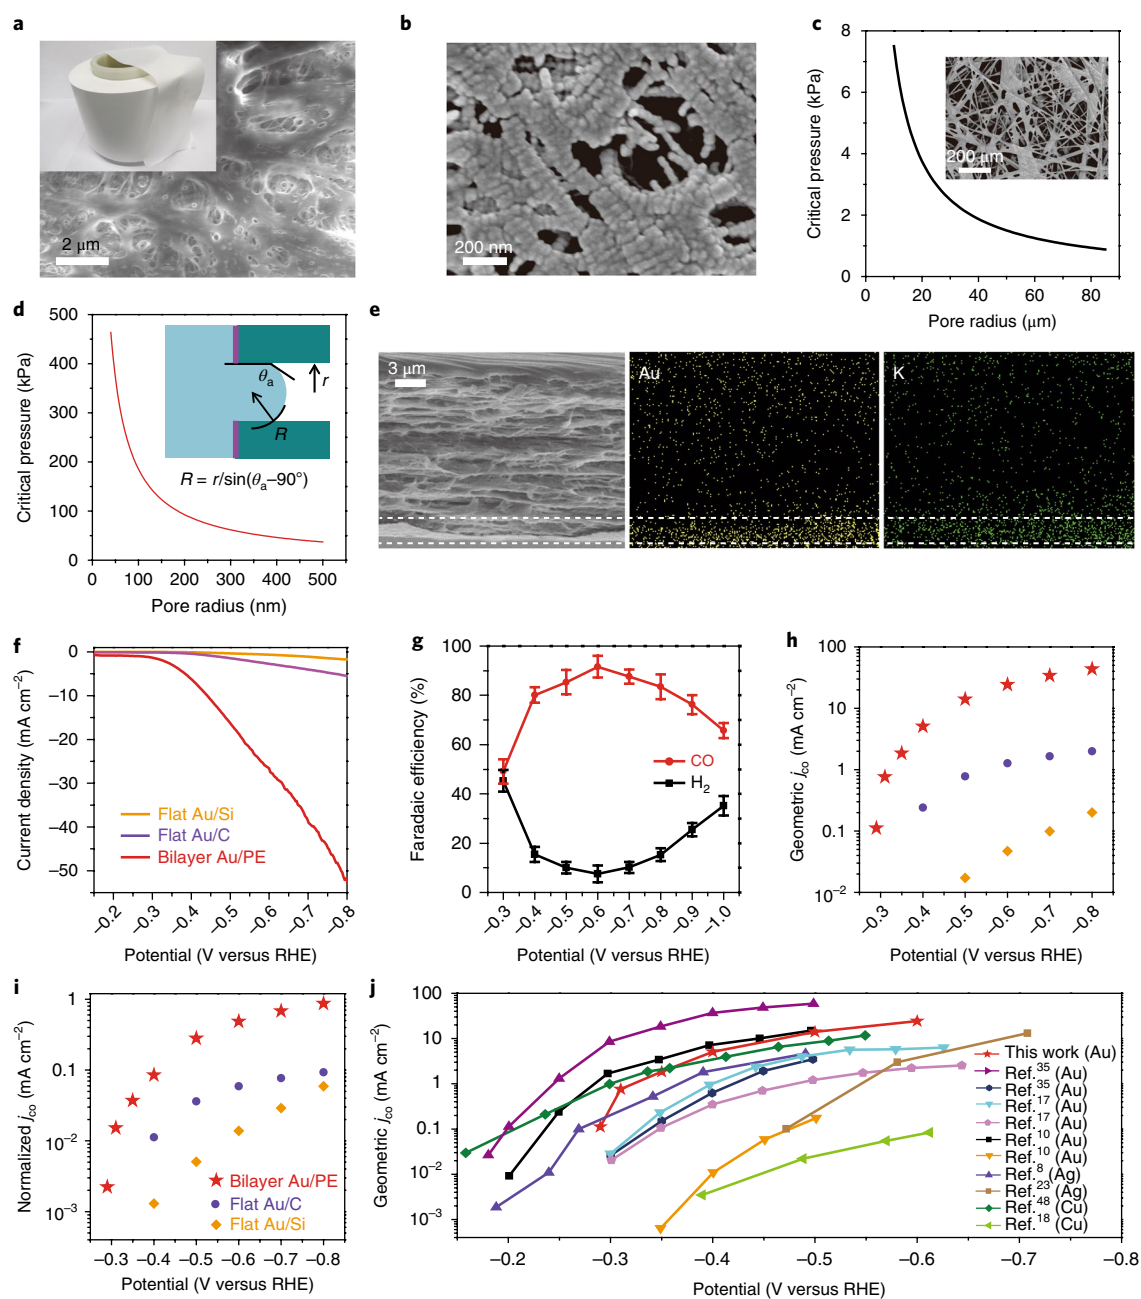 a
2 μm
b
200 nm
c
Critical pressure (kPa)
8
6
4
2
0
200 μm
0 20 40 60 80
Pore radius (μm)
d
Critical pressure (kPa)
500
400
300
200
100
0
θa
r
R
R = r/sin(θa–90°)
0 100 200 300 400 500
Pore radius (nm)
e
3 μm
Au
K
f
Current density (mA cm−2)
0
−10
−20
−30
−40
−50
Flat Au/Si
Flat Au/C
Bilayer Au/PE
−0.2 −0.3 −0.4 −0.5 −0.6 −0.7 −0.8
Potential (V versus RHE)
g
Faradaic efficiency (%)
100
80
60
40
20
0
CO
H2
−0.3 −0.4 −0.5 −0.6 −0.7 −0.8 −0.9 −1.0
Potential (V versus RHE)
h
Geometric jco (mA cm−2)
100
10
1
0.1
10−2
−0.3 −0.4 −0.5 −0.6 −0.7 −0.8
Potential (V versus RHE)
i
Normalized jco (mA cm−2)
1
0.1
10−2
10−3
Bilayer Au/PE
Flat Au/C
Flat Au/Si
−0.3 −0.4 −0.5 −0.6 −0.7 −0.8
Potential (V versus RHE)
j
Geometric jco (mA cm−2)
100
10
1
0.1
10−2
10−3
This work (Au)
Ref.35 (Au)
Ref.35 (Au)
Ref.17 (Au)
Ref.17 (Au)
Ref.10 (Au)
Ref.10 (Au)
Ref.8 (Ag)
Ref.23 (Ag)
Ref.48 (Cu)
Ref.18 (Cu)
−0.2 −0.3 −0.4 −0.5 −0.6 −0.7 −0.8
Potential (V versus RHE)